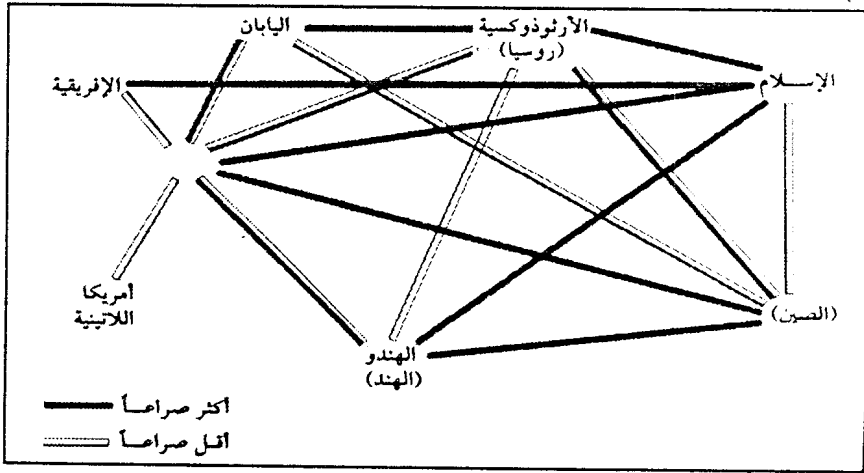 اليابان
الأرثوذوكسية
(روسيا)
الإفريقية
الإسلام
أمريكا
اللاتينية
(الصين)
الهندو
(الهند)
أكثر صراعاً
أقل صراعاً